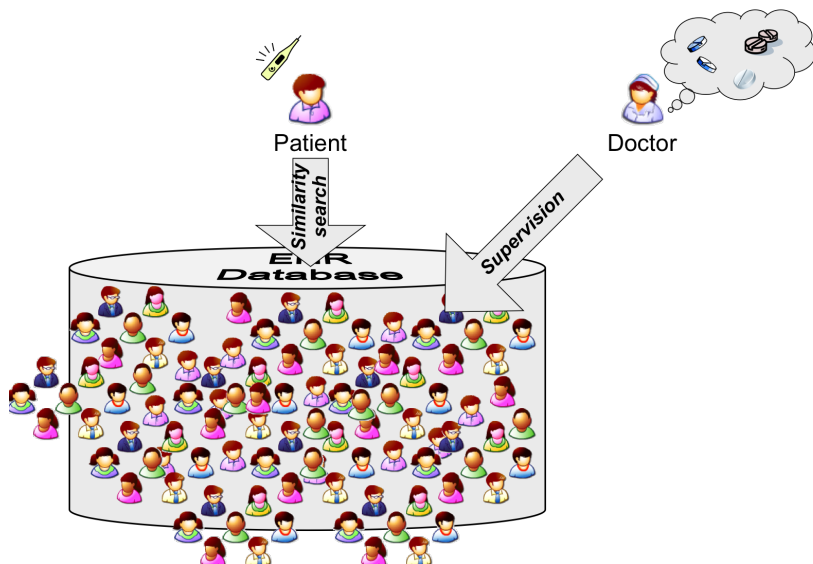 Patient
Doctor
Similarity
search
Supervision
Database